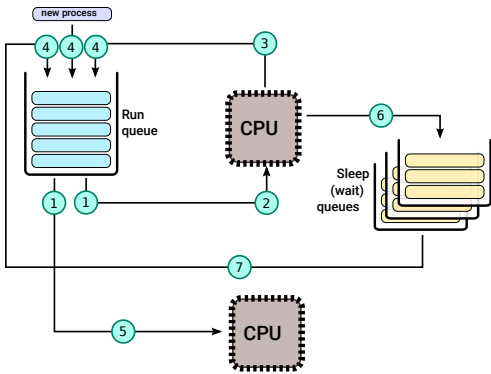 new process
4 4 4
3
6
Run
queue
CPU
Sleep
(wait)
queues
1 1
2
7
5
CPU